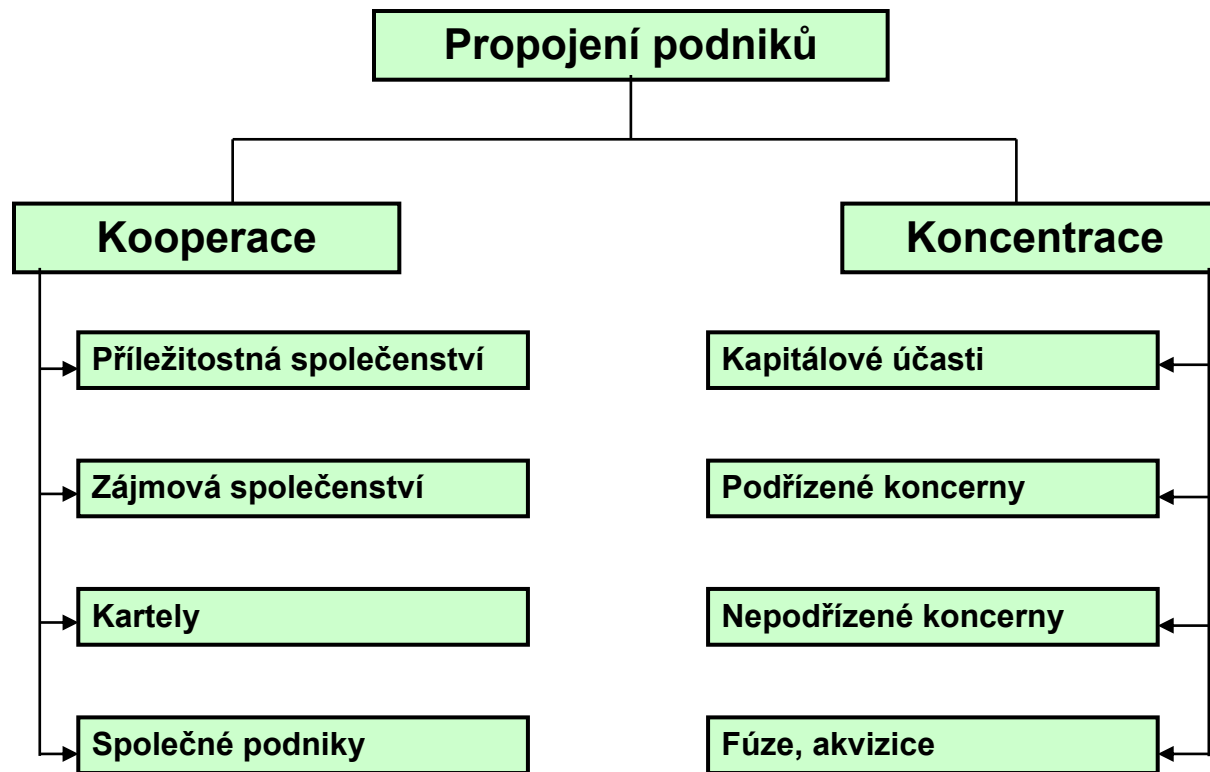 Propojení podniků
Kooperace
Koncentrace
Příležitostná společenství
Kapitálové účasti
Zájmová společenství
Podřízené koncerny
Kartely
Nepodřízené koncerny
Společné podniky
Fúze, akvizice